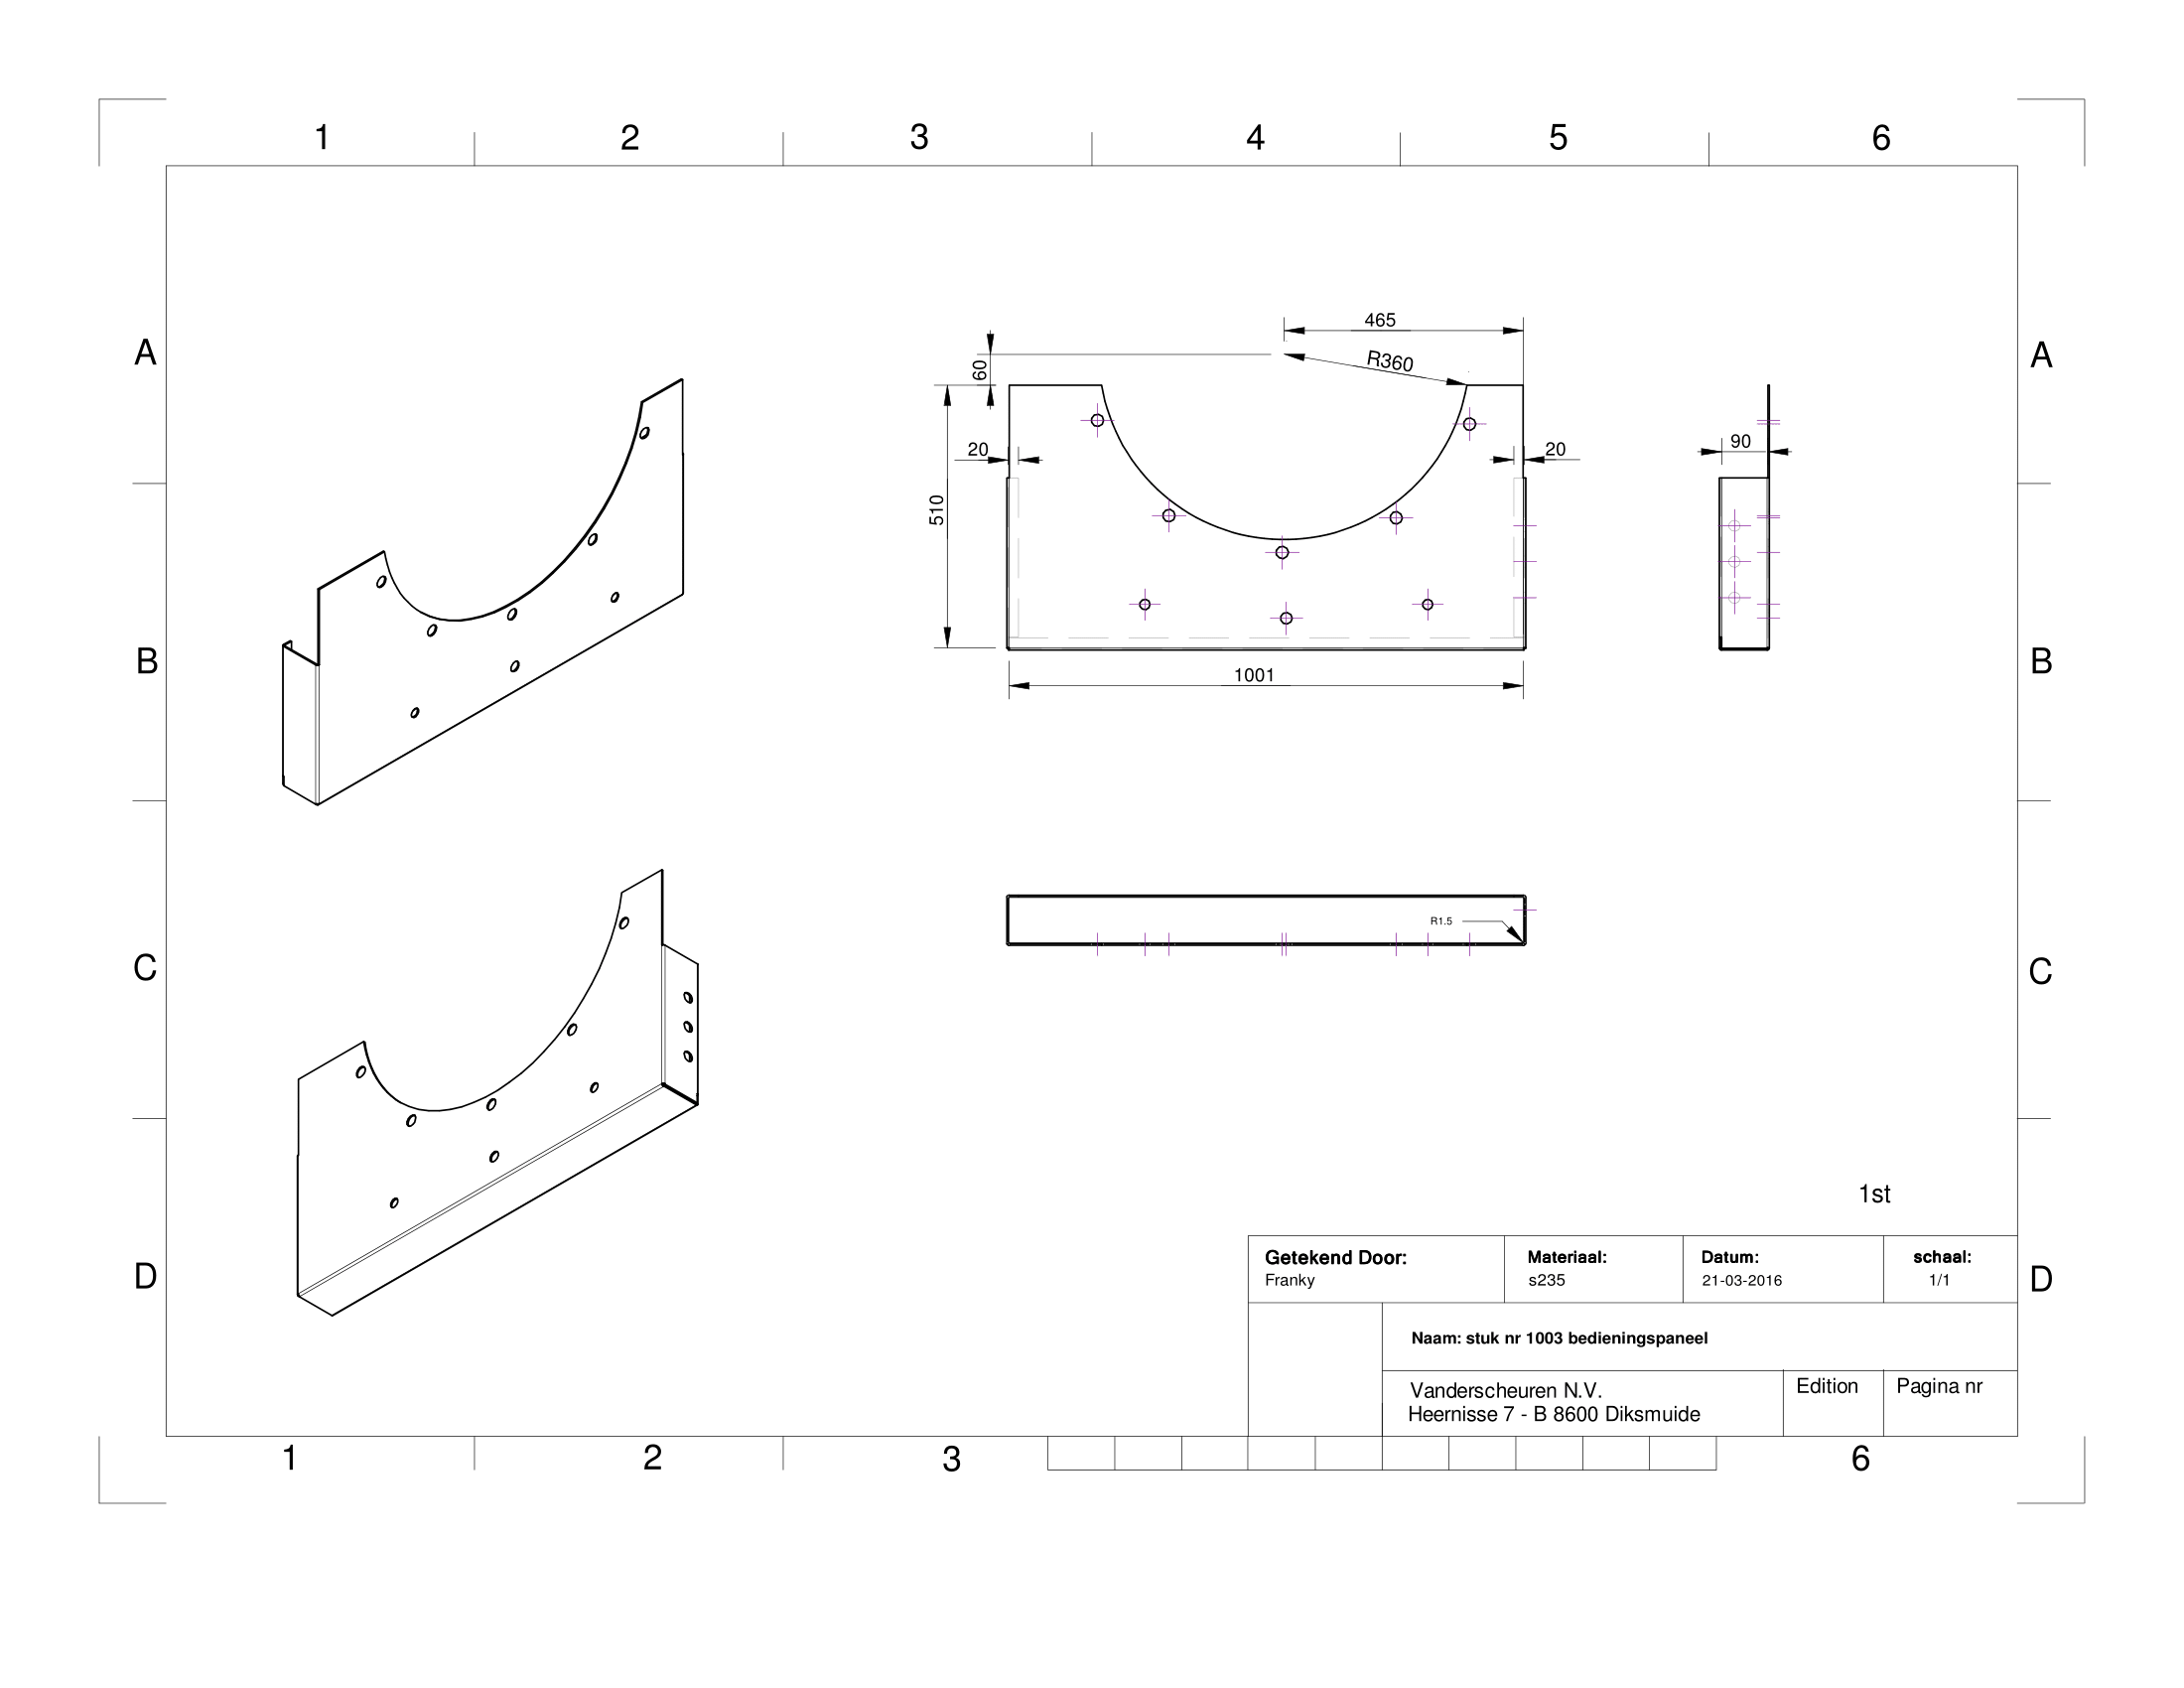 1 2 3 4 5 6
A A
B B
C C
D D
465
R360
60
20
510
20
1001
90
R1.5
1st
Getekend Door: Materiaal: Datum: schaal:
Franky s235 21-03-2016 1/1
Naam: stuk nr 1003 bedieningspaneel
Vanderscheuren N.V. Edition Pagina nr
Heernisse 7 - B 8600 Diksmuide
1 2 3 6